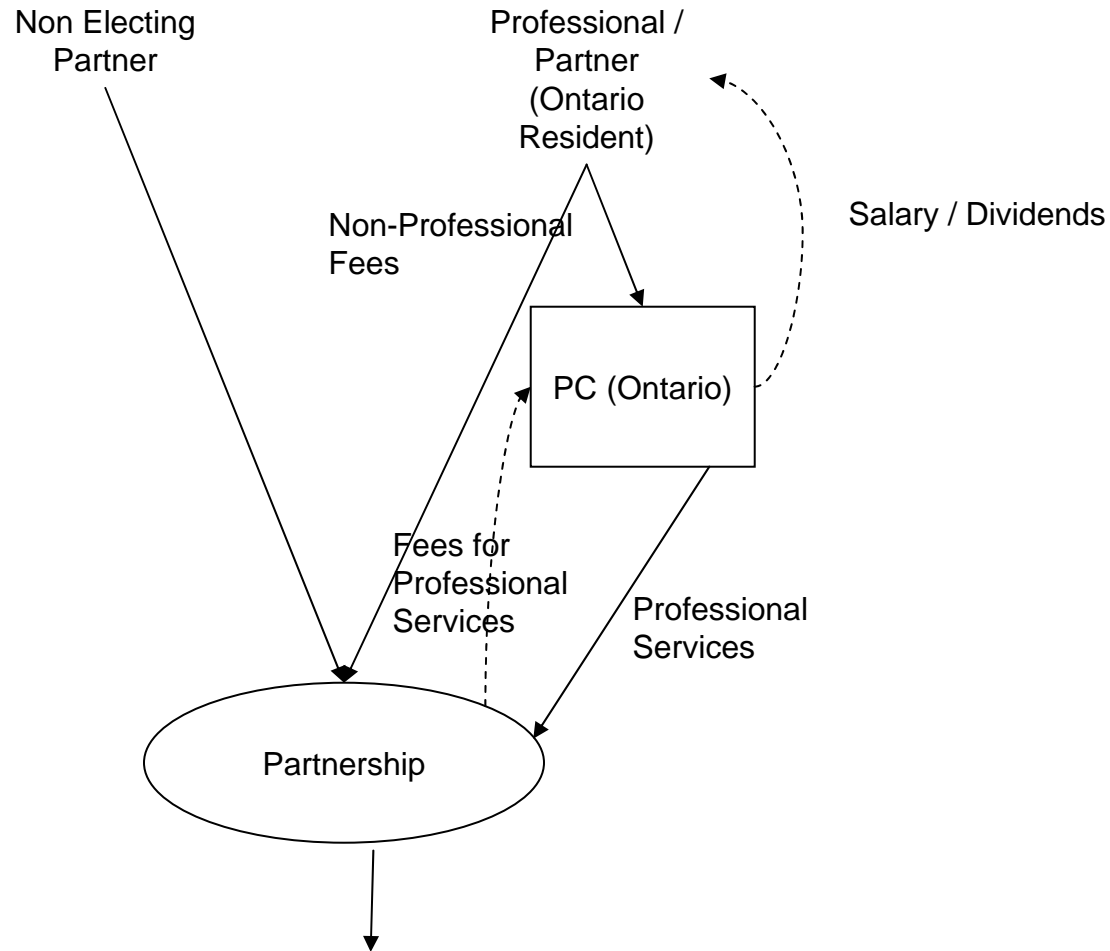 Non Electing
Partner
Professional /
Partner
(Ontario
Resident)
Salary / Dividends
Non-Professional
Fees
PC (Ontario)
Fees for
Professional
Services
Professional
Services
Partnership